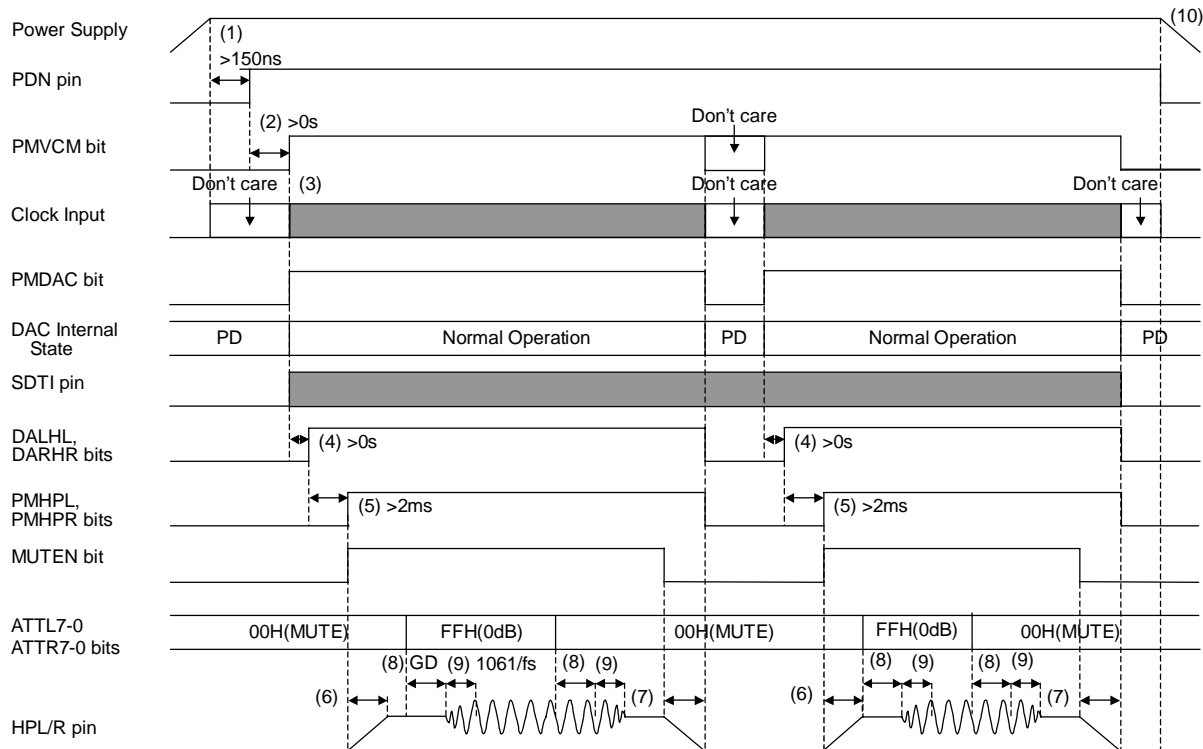 Power Supply
(1)
(10)
>150ns
PDN pin
(2) >0s
Don't care
PMVCM bit
Don't care
(3)
Don't care
Don't care
Clock Input
PMDAC bit
DAC Internal
State
PD
Normal Operation
PD
Normal Operation
PD
SDTI pin
DALHL,
DARHR bits
(4) >0s
(4) >0s
PMHPL,
PMHPR bits
(5) >2ms
(5) >2ms
MUTEN bit
ATTL7-0
ATTR7-0 bits
00H(MUTE)
FFH(0dB)
00H(MUTE)
FFH(0dB)
00H(MUTE)
(8) GD
(9) 1061/fs
(8)
(9)
(8)
(9)
(8)
(9)
(6)
(7)
(6)
(7)
HPL/R pin